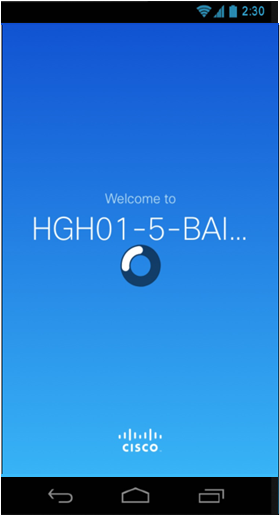 2:30
Welcome to
HGH01-5-BAI...
CISCO